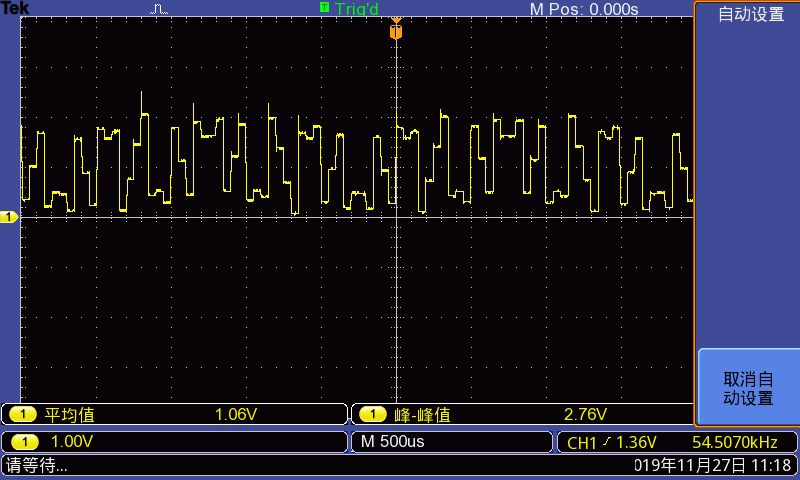 Tek T Trig'd M Pos: 0.000s
自动设置
T
1
取消自
动设置
1 平均值 1.06V 1 峰-峰值 2.76V
1 1.00V M 500us CH1 1.36V 54.5070kHz
请等待... 019年11月27日 11:18